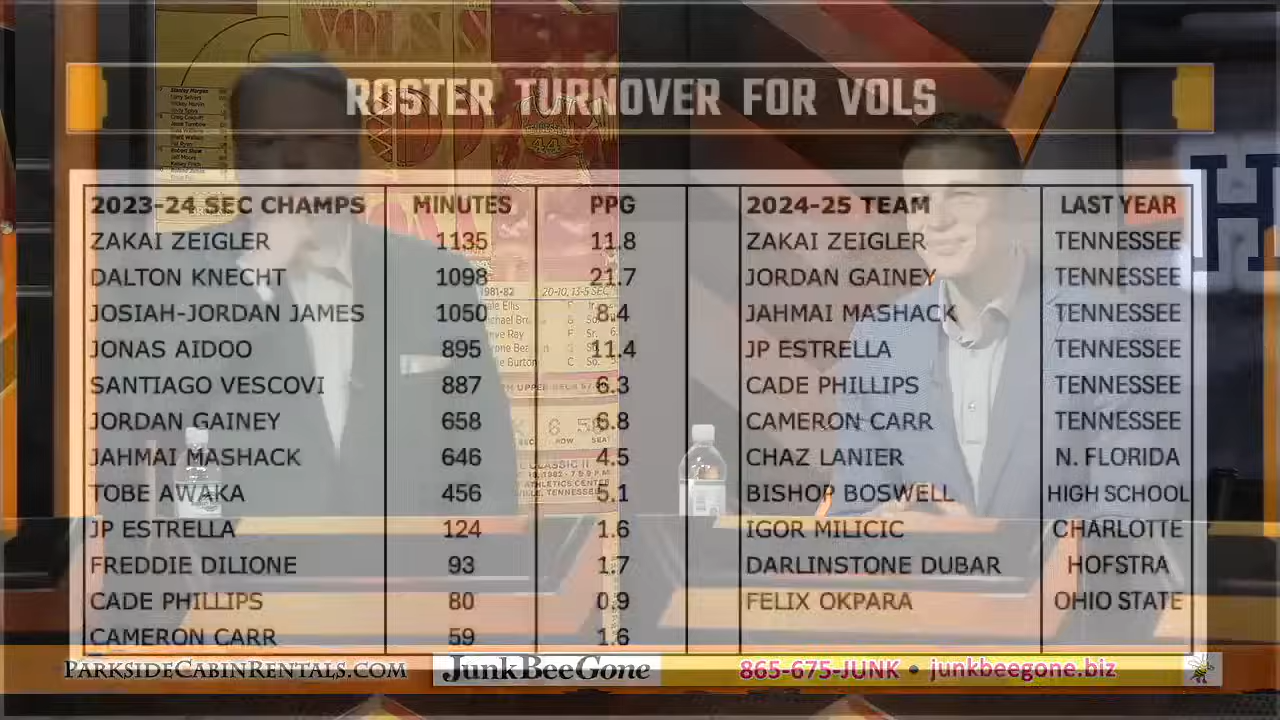 ROSTER TURNOVER FOR VOLS
2023-24 SEC CHAMPS MINUTES PPG 2024-25 TEAM LAST YEAR
ZAKAI ZEIGLER 1135 11.8 ZAKAI ZEIGLER TENNESSEE
DALTON KNECHT 1098 21.7 JORDAN GAINEY TENNESSEE
JOSIAH-JORDAN JAMES 1050 8.4 JAHMAI MASHACK TENNESSEE
JONAS AIDOO 895 11.4 JP ESTRELLA TENNESSEE
SANTIAGO VESCOVI 887 6.3 CADE PHILLIPS TENNESSEE
JORDAN GAINEY 658 6.8 CAMERON CARR TENNESSEE
JAHMAI MASHACK 646 4.5 CHAZ LANIER N. FLORIDA
TOBE AWAKA 456 5.1 BISHOP BOSWELL HIGH SCHOOL
JP ESTRELLA 124 1.6 IGOR MILICIC CHARLOTTE
FREDDIE DILIONE 93 1.7 DARLINSTONE DUBAR HOFSTRA
CADE PHILLIPS 80 0.9 FELIX OKPARA OHIO STATE
CAMERON CARR 59 1.6
PARKSIDECABINRENTALS.COM JunkBeeGone 865-675-JUNK • junkbeegone.biz